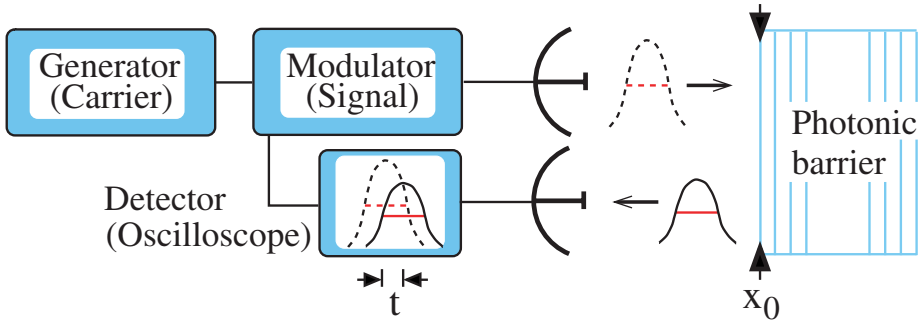 Generator
(Carrier)
Modulator
(Signal)
Photonic
barrier
Detector
(Oscilloscope)
t
x0